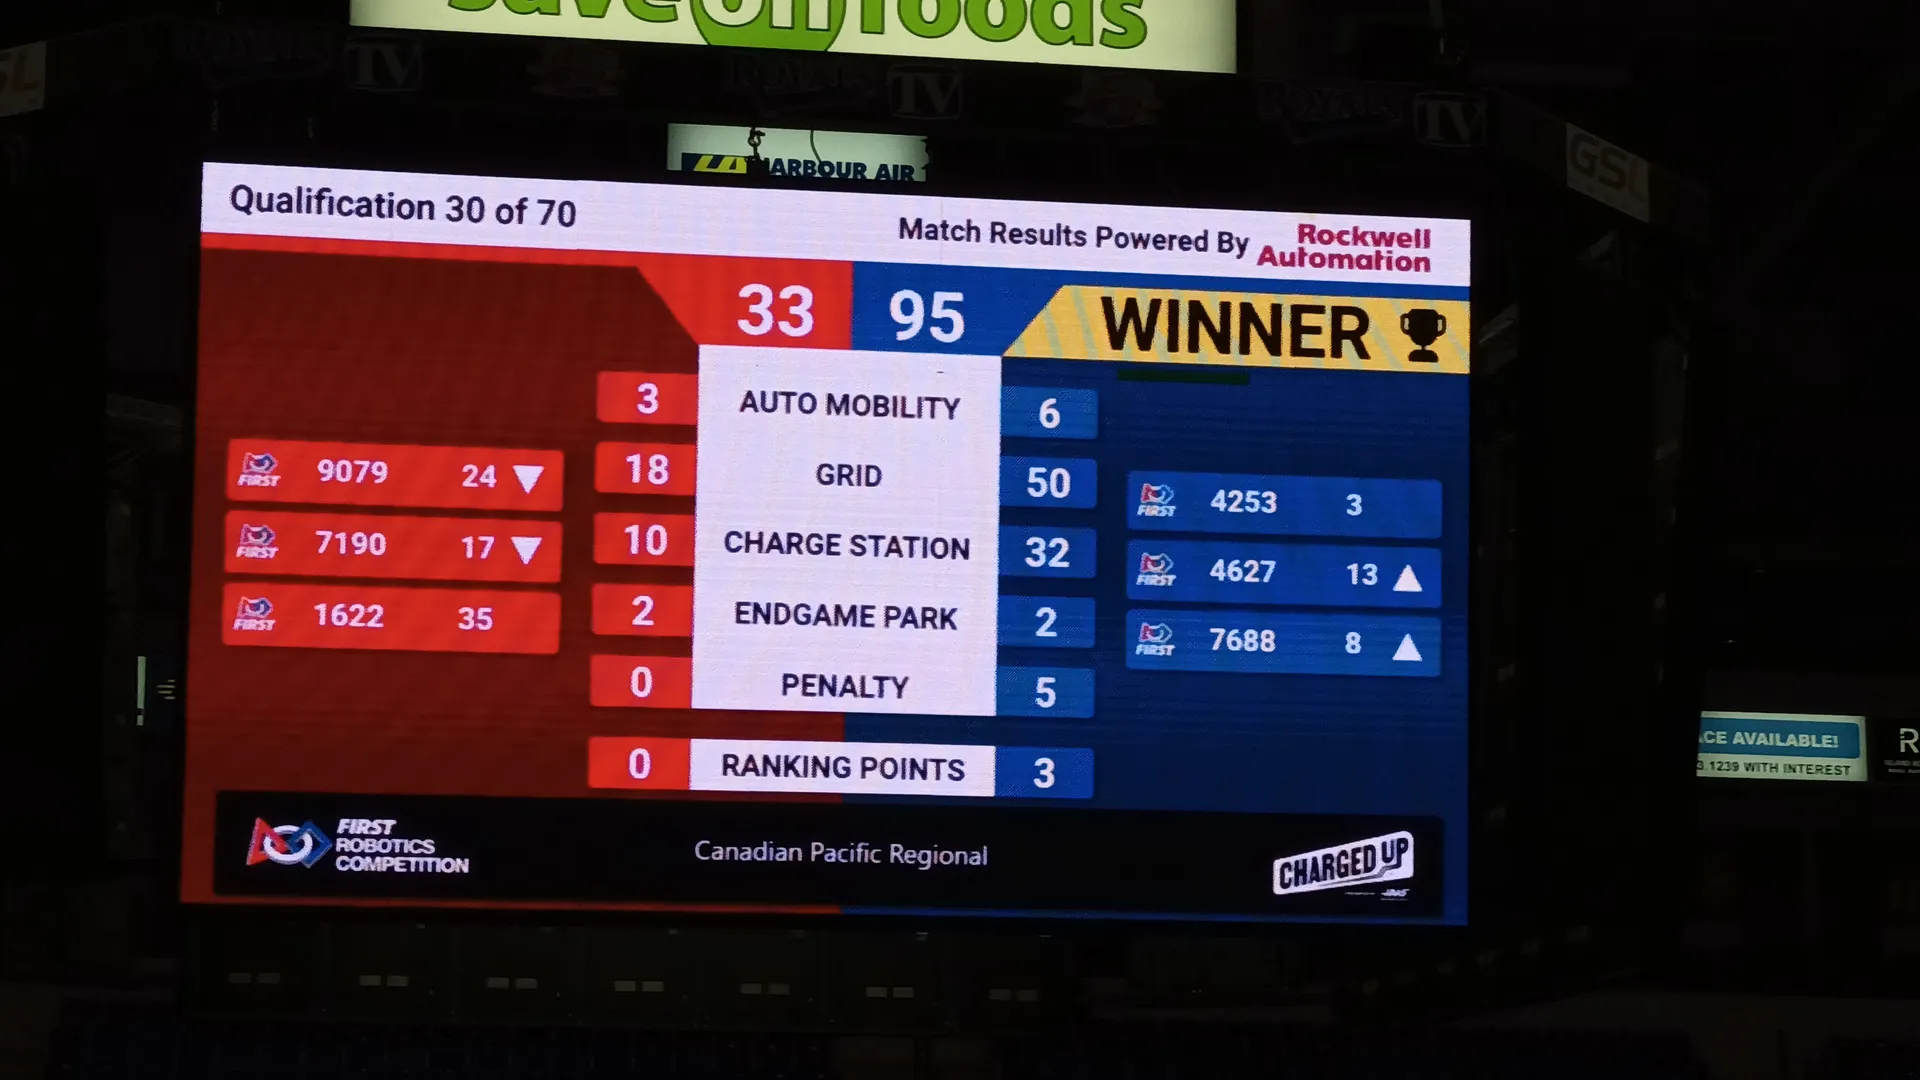 save on foods
TV
TV
ROYALS TV
GSL
HARBOUR AIR
Qualification 30 of 70
Match Results Powered By
Rockwell
Automation
33 95 WINNER
3 AUTO MOBILITY 6
18 GRID 50
10 CHARGE STATION 32
2 ENDGAME PARK 2
0 PENALTY 5
0 RANKING POINTS 3
FIRST 9079 24
FIRST 7190 17
FIRST 1622 35
FIRST 4253 3
FIRST 4627 13
FIRST 7688 8
FIRST
ROBOTICS
COMPETITION
Canadian Pacific Regional
CHARGED UP
CE AVAILABLE!
1239 WITH INTEREST